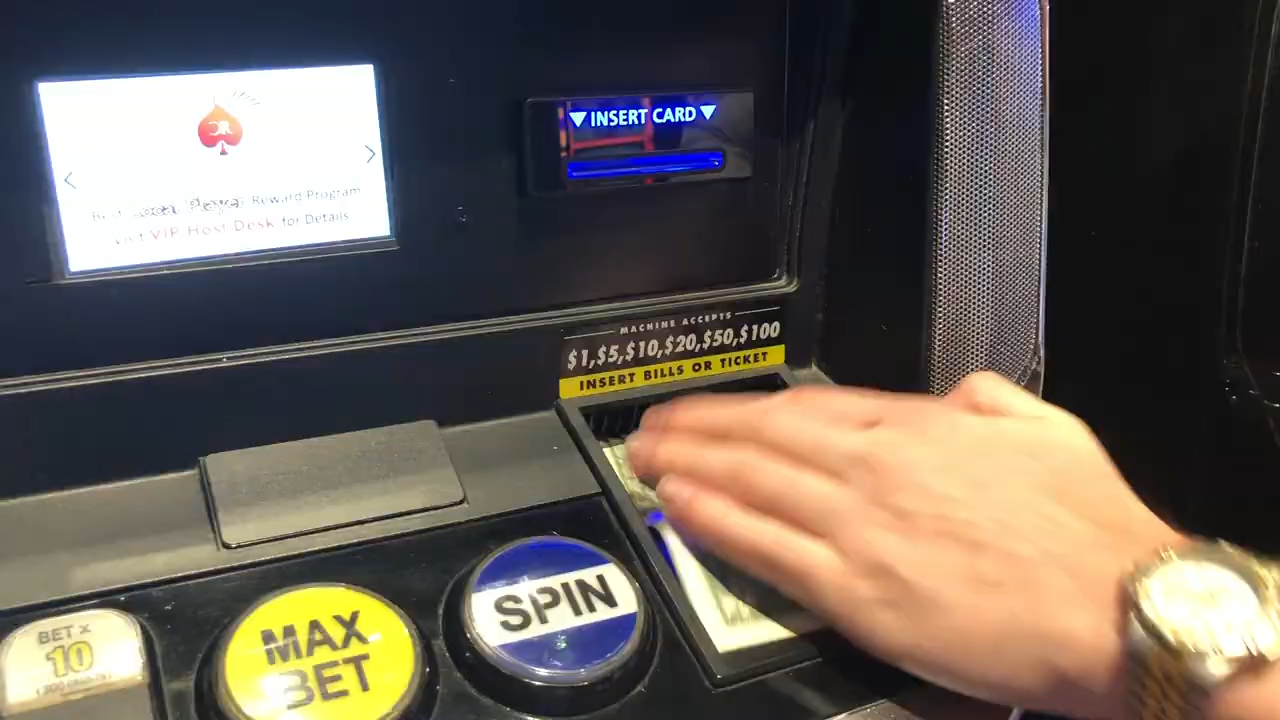 CR
▼ INSERT CARD ▼
Reward Program
VIP Host Desk for Details
MACHINE ACCEPTS
$1,$5,$10,$20,$50,$100
INSERT BILLS OR TICKET
BET X
10
MAX
BET
SPIN